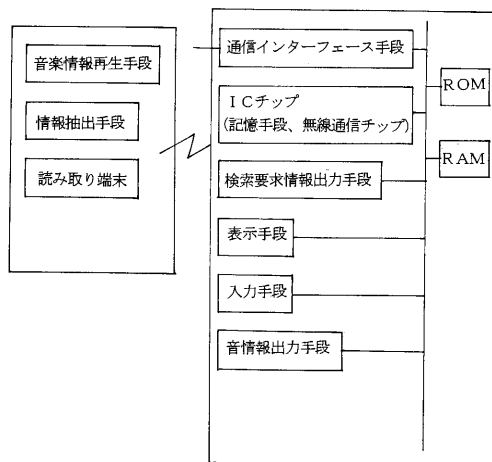 音楽情報再生手段
情報抽出手段
読み取り端末
通信インターフェース手段
ICチップ
(記憶手段、無線通信チップ)
検索要求情報出力手段
表示手段
入力手段
音情報出力手段
ROM
RAM